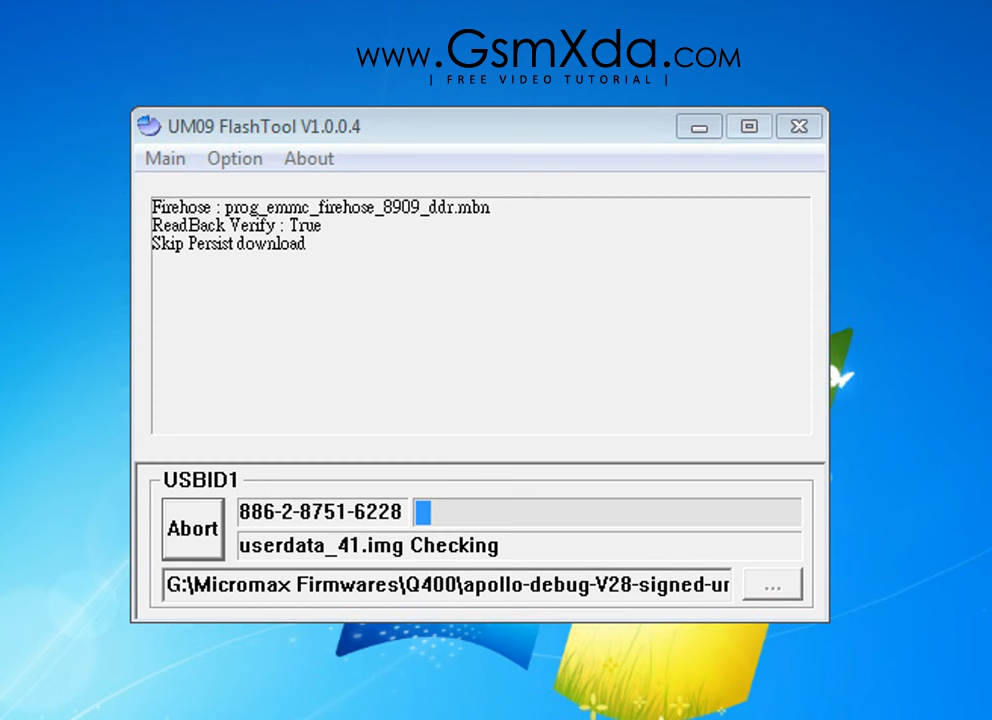 www.GsmXda.com
| FREE VIDEO TUTORIAL |
UM09 FlashTool V1.0.0.4
Main Option About
Firehose : prog_emmc_firehose_8909_ddr.mbn
ReadBack Verify : True
Skip Persist download
USBID1
Abort
886-2-8751-6228
userdata_41.img Checking
G:\Micromax Firmwares\Q400\apollo-debug-V28-signed-ur
...